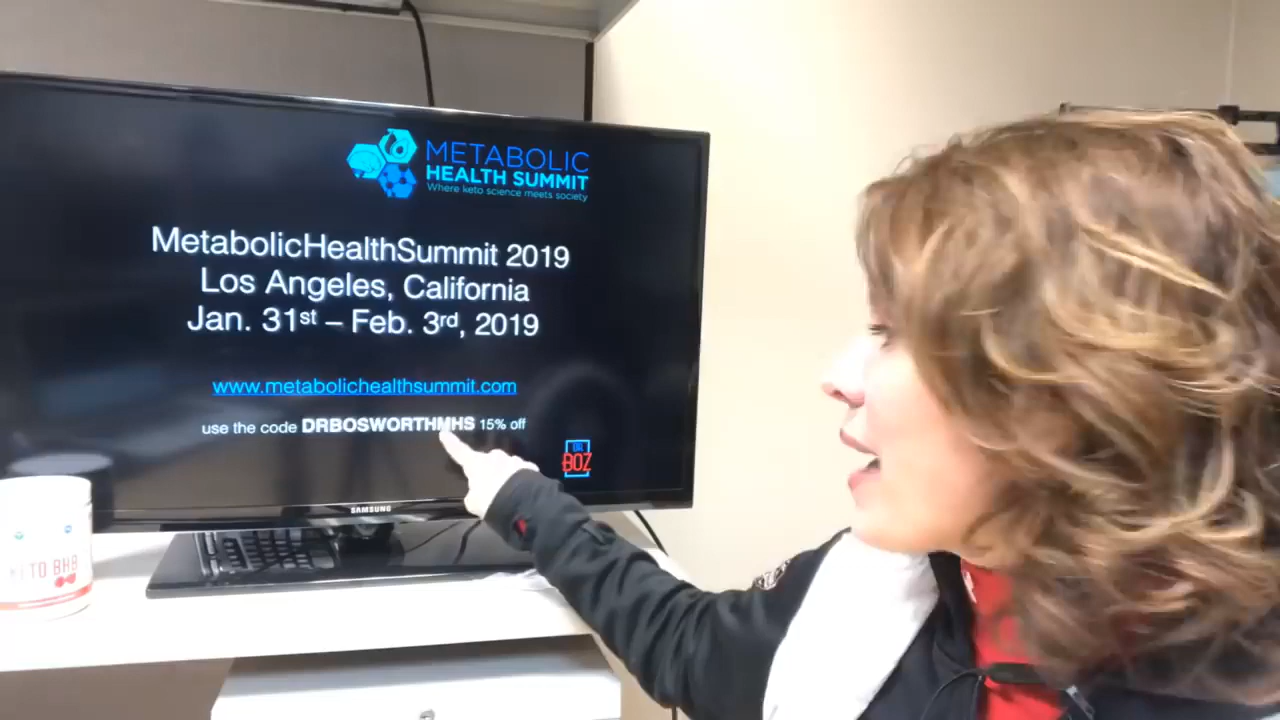 METABOLIC
HEALTH SUMMIT
Where keto science meets society
MetabolicHealthSummit 2019
Los Angeles, California
Jan. 31st – Feb. 3rd, 2019
www.metabolichealthsummit.com
use the code DRBOSWORTHMHS 15% off
DR
BOZ
SAMSUNG
KETO BHB